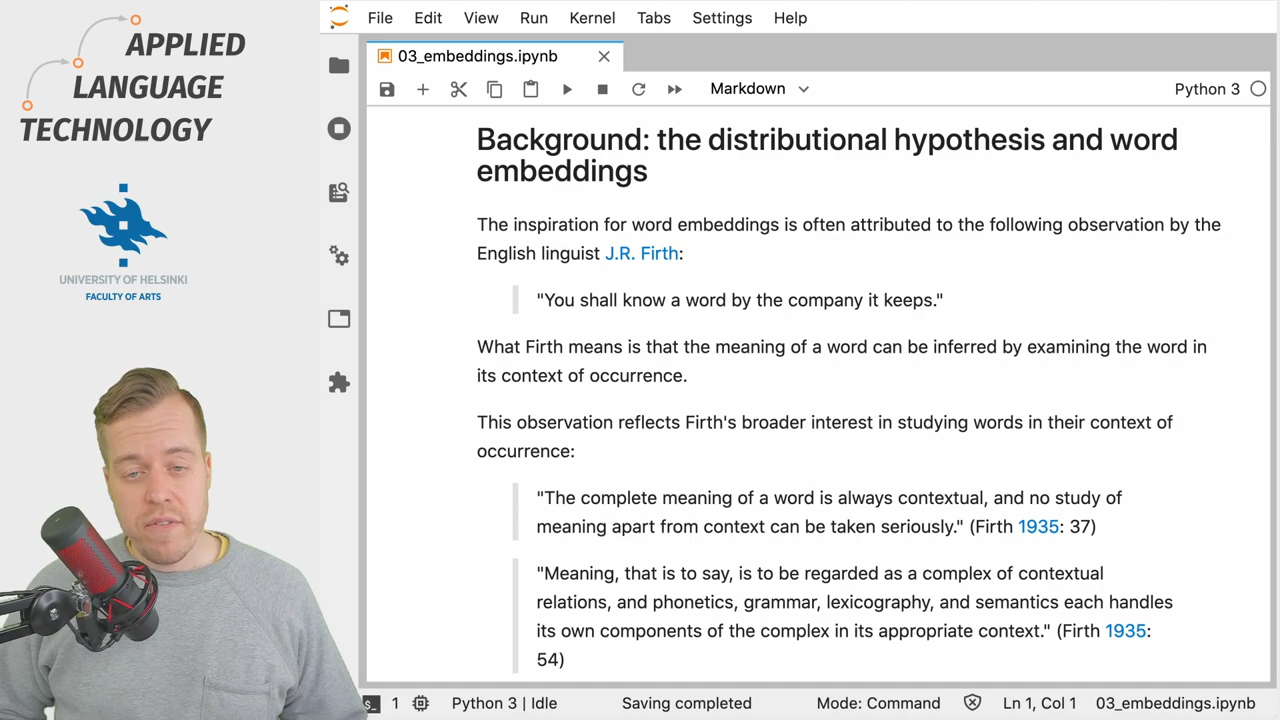 APPLIED
LANGUAGE
TECHNOLOGY
UNIVERSITY OF HELSINKI
FACULTY OF ARTS
File Edit View Run Kernel Tabs Settings Help
03_embeddings.ipynb
Markdown
Python 3
Background: the distributional hypothesis and word
embeddings
The inspiration for word embeddings is often attributed to the following observation by the
English linguist J.R. Firth:
"You shall know a word by the company it keeps."
What Firth means is that the meaning of a word can be inferred by examining the word in
its context of occurrence.
This observation reflects Firth's broader interest in studying words in their context of
occurrence:
"The complete meaning of a word is always contextual, and no study of
meaning apart from context can be taken seriously." (Firth 1935: 37)
"Meaning, that is to say, is to be regarded as a complex of contextual
relations, and phonetics, grammar, lexicography, and semantics each handles
its own components of the complex in its appropriate context." (Firth 1935:
54)
1 Python 3 | Idle Saving completed Mode: Command Ln 1, Col 1 03_embeddings.ipynb